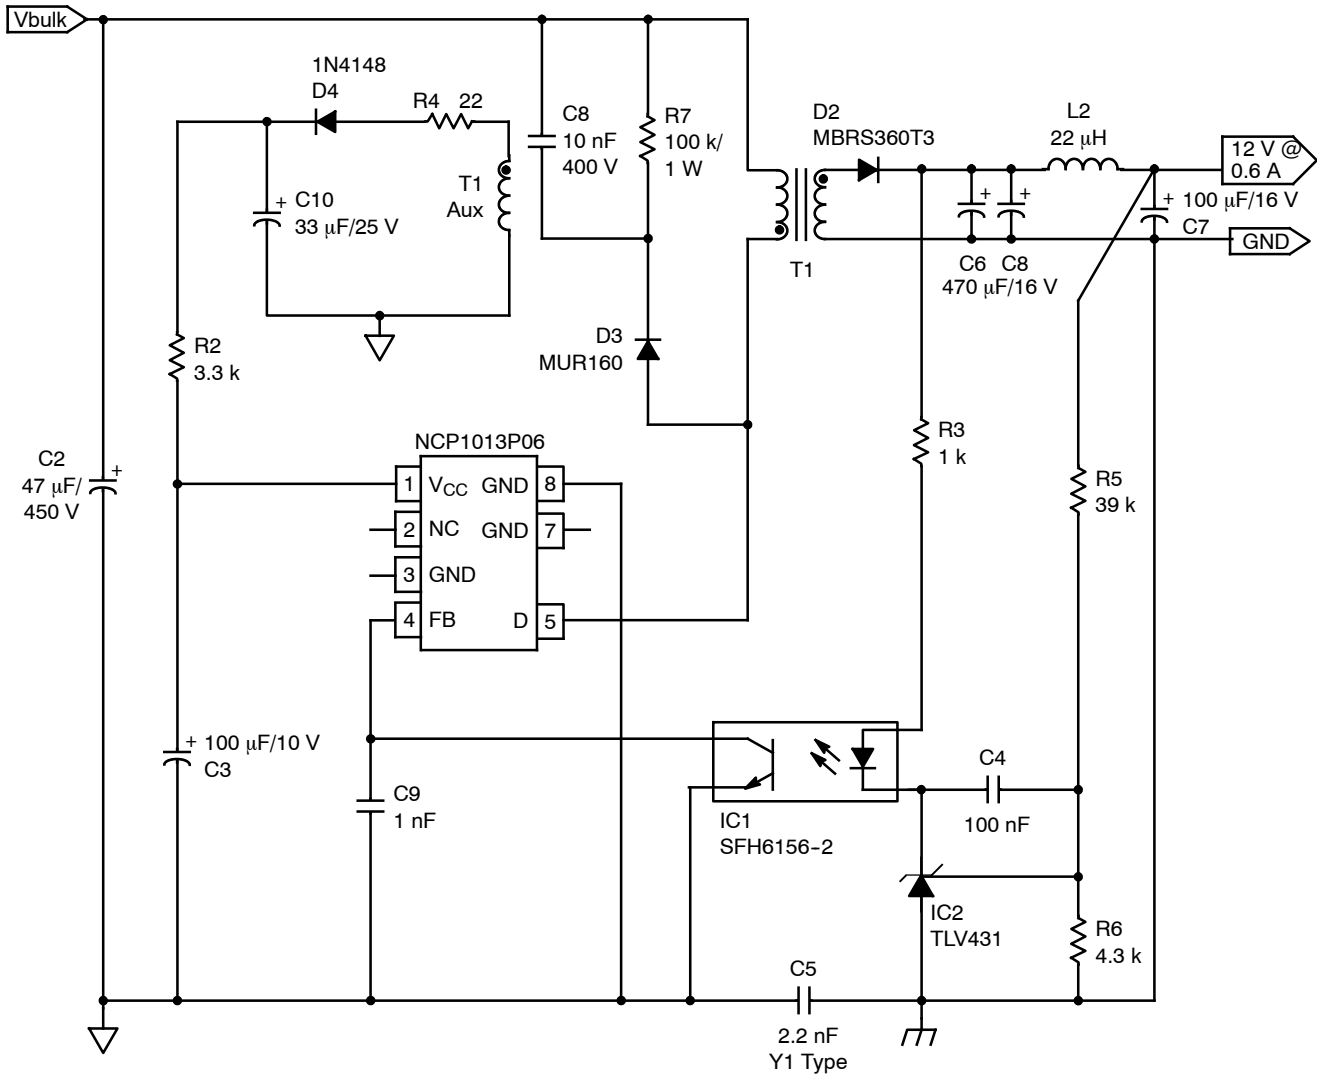 Vbulk
1N4148
D4
R4 22
C8
10 nF
400 V
R7
100 k/
1 W
D2
MBRS360T3
L2
22 µH
12 V @
0.6 A
T1
Aux
C10
33 µF/25 V
100 µF/16 V
C7
GND
T1
C6 C8
470 µF/16 V
R2
3.3 k
D3
MUR160
R3
1 k
C2
47 µF/
450 V
NCP1013P06
1 VCC GND 8
2 NC GND 7
3 GND
4 FB D 5
R5
39 k
100 µF/10 V
C3
C9
1 nF
IC1
SFH6156-2
C4
100 nF
IC2
TLV431
R6
4.3 k
C5
2.2 nF
Y1 Type
+
+
+
+
+
+